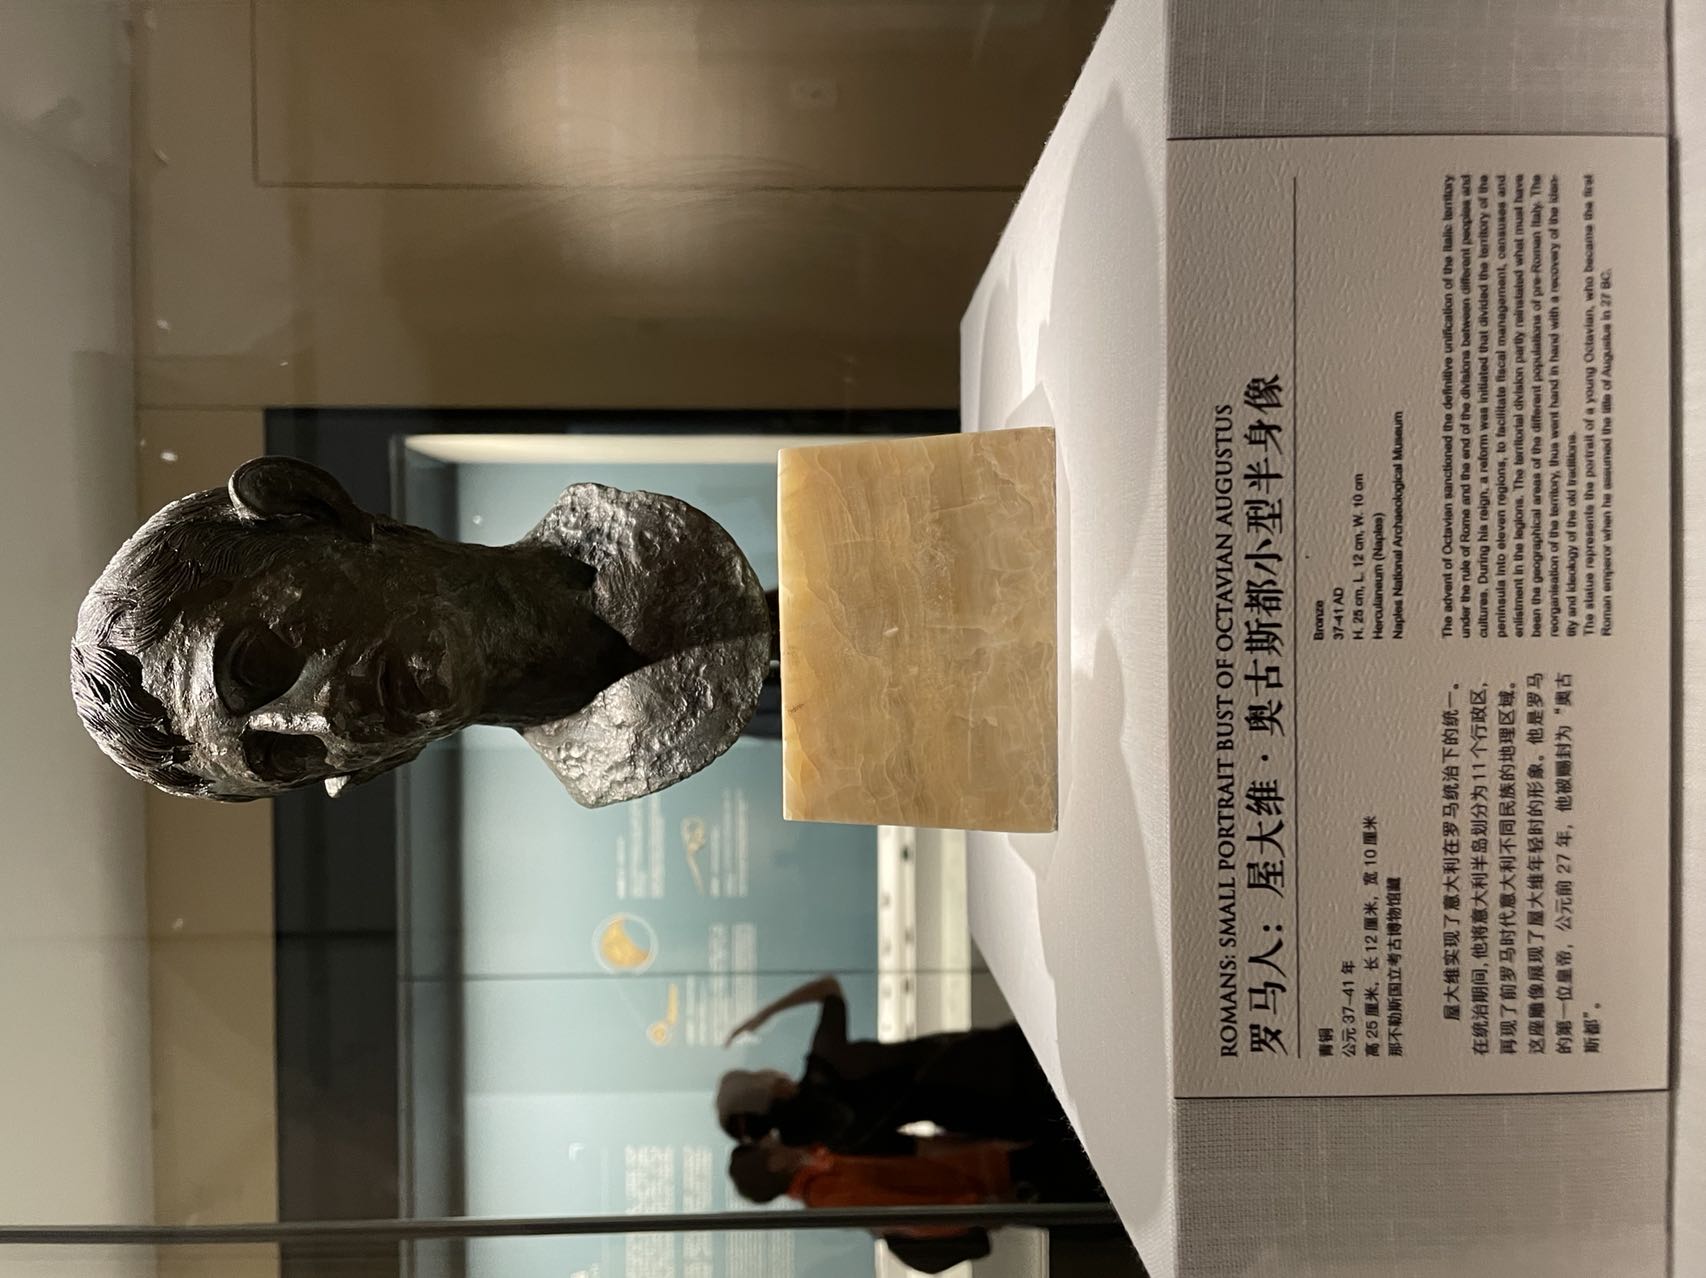 ROMANS: SMALL PORTRAIT BUST OF OCTAVIAN AUGUSTUS
罗马人：屋大维·奥古斯都小型半身像
青铜
公元 37–41 年
高 25 厘米，长 12 厘米，宽 10 厘米
那不勒斯国立考古博物馆藏
屋大维实现了意大利在罗马统治下的统一。
在统治期间，他将意大利半岛划分为 11 个行政区，
再现了前罗马时代意大利不同民族的地理区域。
这座雕像展现了屋大维年轻时的形象。他是罗马
的第一位皇帝，公元前 27 年，他被赐封为“奥古
斯都”。
Bronze
37-41 AD
H. 25 cm, L. 12 cm, W. 10 cm
Herculaneum (Naples)
Naples National Archaeological Museum
The advent of Octavian sanctioned the definitive unification of the Italic territory
under the rule of Rome and the end of the divisions between different peoples and
cultures. During his reign, a reform was initiated that divided the territory of the
peninsula into eleven regions, to facilitate fiscal management, censuses and
enlistment in the legions. The territorial division partly reinstated what must have
been the geographical areas of the different populations of pre-Roman Italy. The
reorganisation of the territory, thus went hand in hand with a recovery of the iden-
tity and ideology of the old traditions.
The statue represents the portrait of a young Octavian, who became the first
Roman emperor when he assumed the title of Augustus in 27 BC.